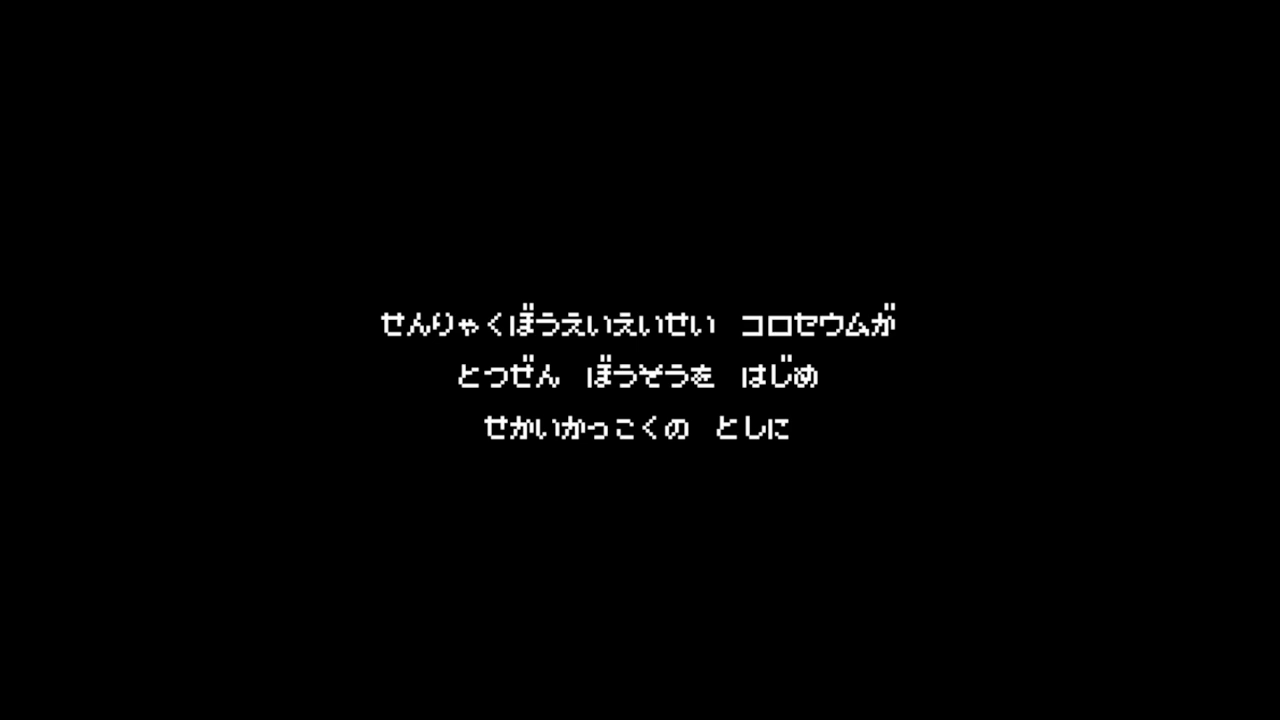 せんりゃくぼうえいえいせい コロセウムが
とつぜん ぼうそうを はじめ
せかいかっこくの としに